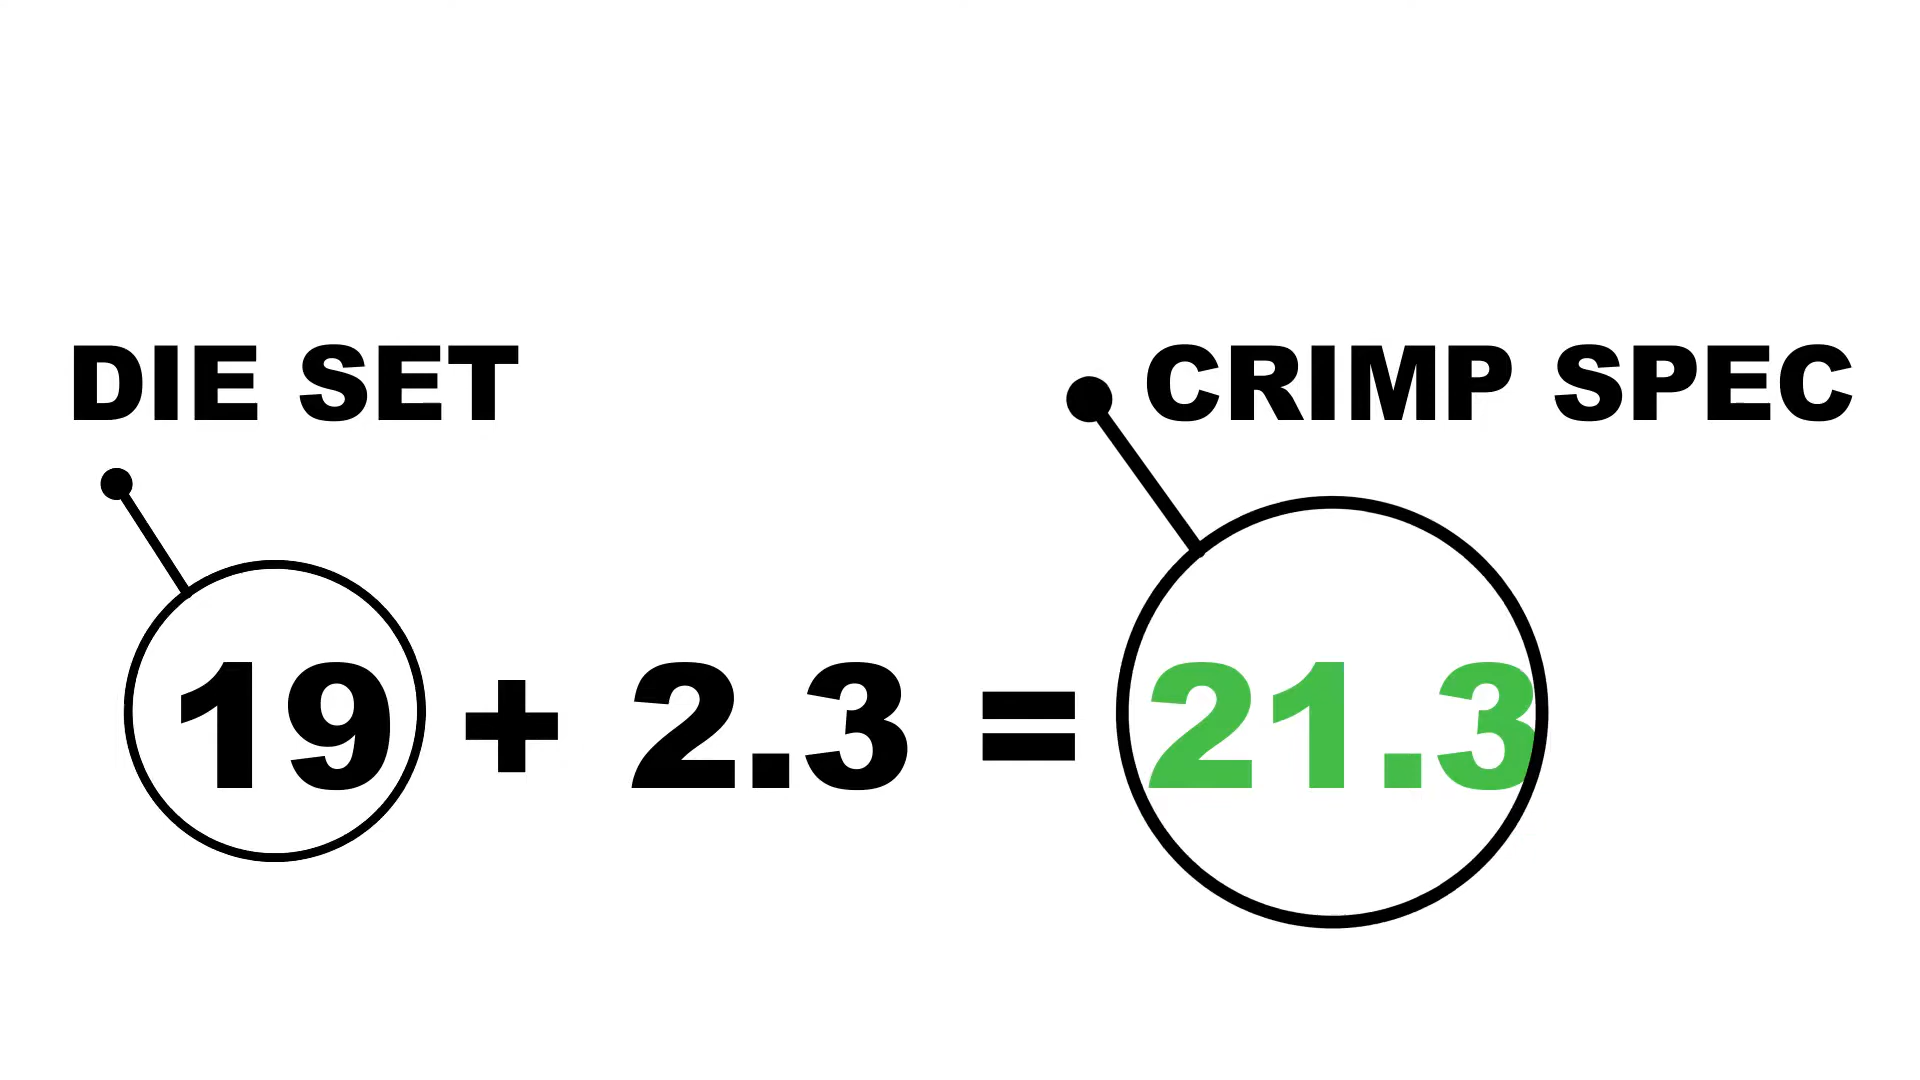 DIE SET
CRIMP SPEC
19 + 2.3 = 21.3